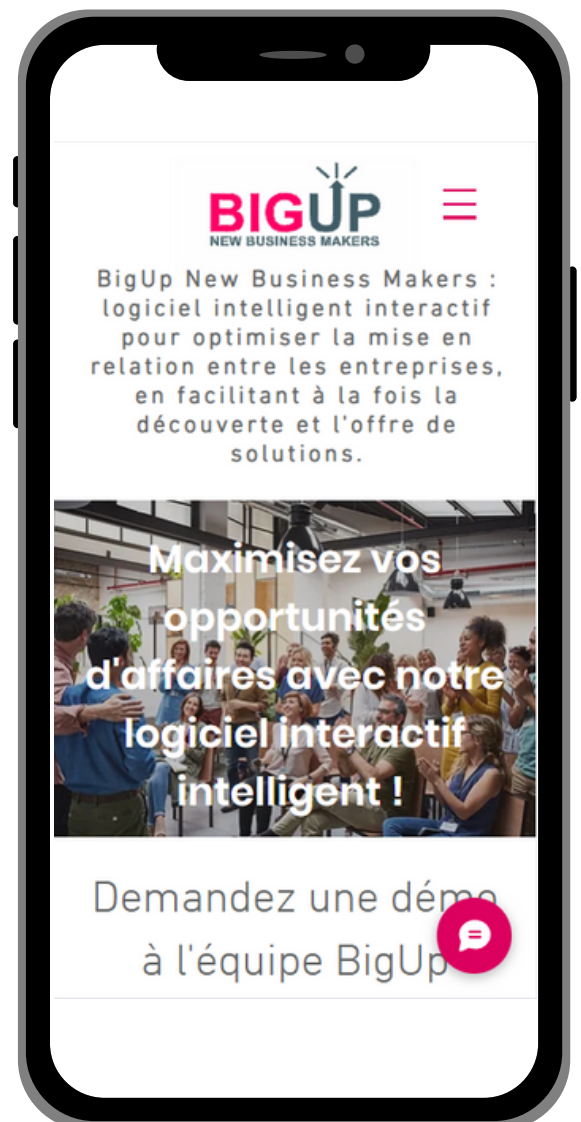 BIGUP
NEW BUSINESS MAKERS
BigUp New Business Makers :
logiciel intelligent interactif
pour optimiser la mise en
relation entre les entreprises,
en facilitant à la fois la
découverte et l'offre de
solutions.
Maximisez vos
opportunités
d'affaires avec notre
logiciel interactif
intelligent !
Demandez une démo
à l'équipe BigUp